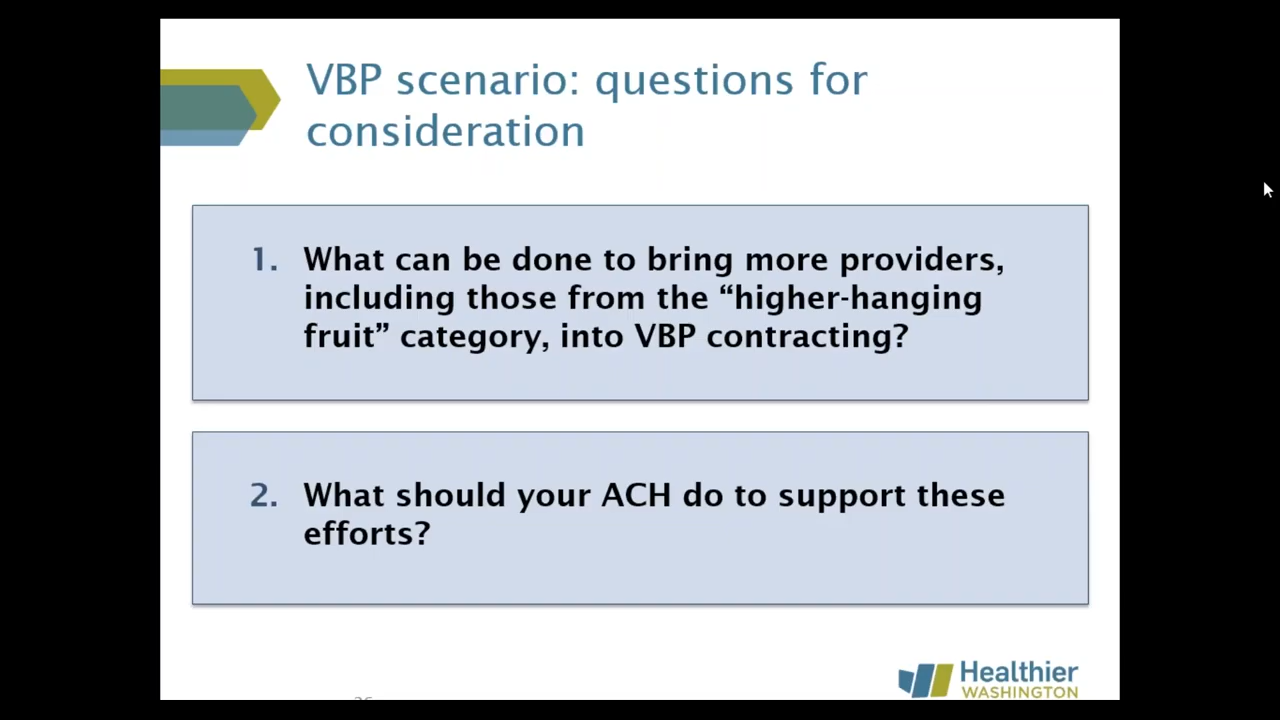 VBP scenario: questions for
consideration
1. What can be done to bring more providers,
including those from the “higher-hanging
fruit” category, into VBP contracting?
2. What should your ACH do to support these
efforts?
Healthier
WASHINGTON